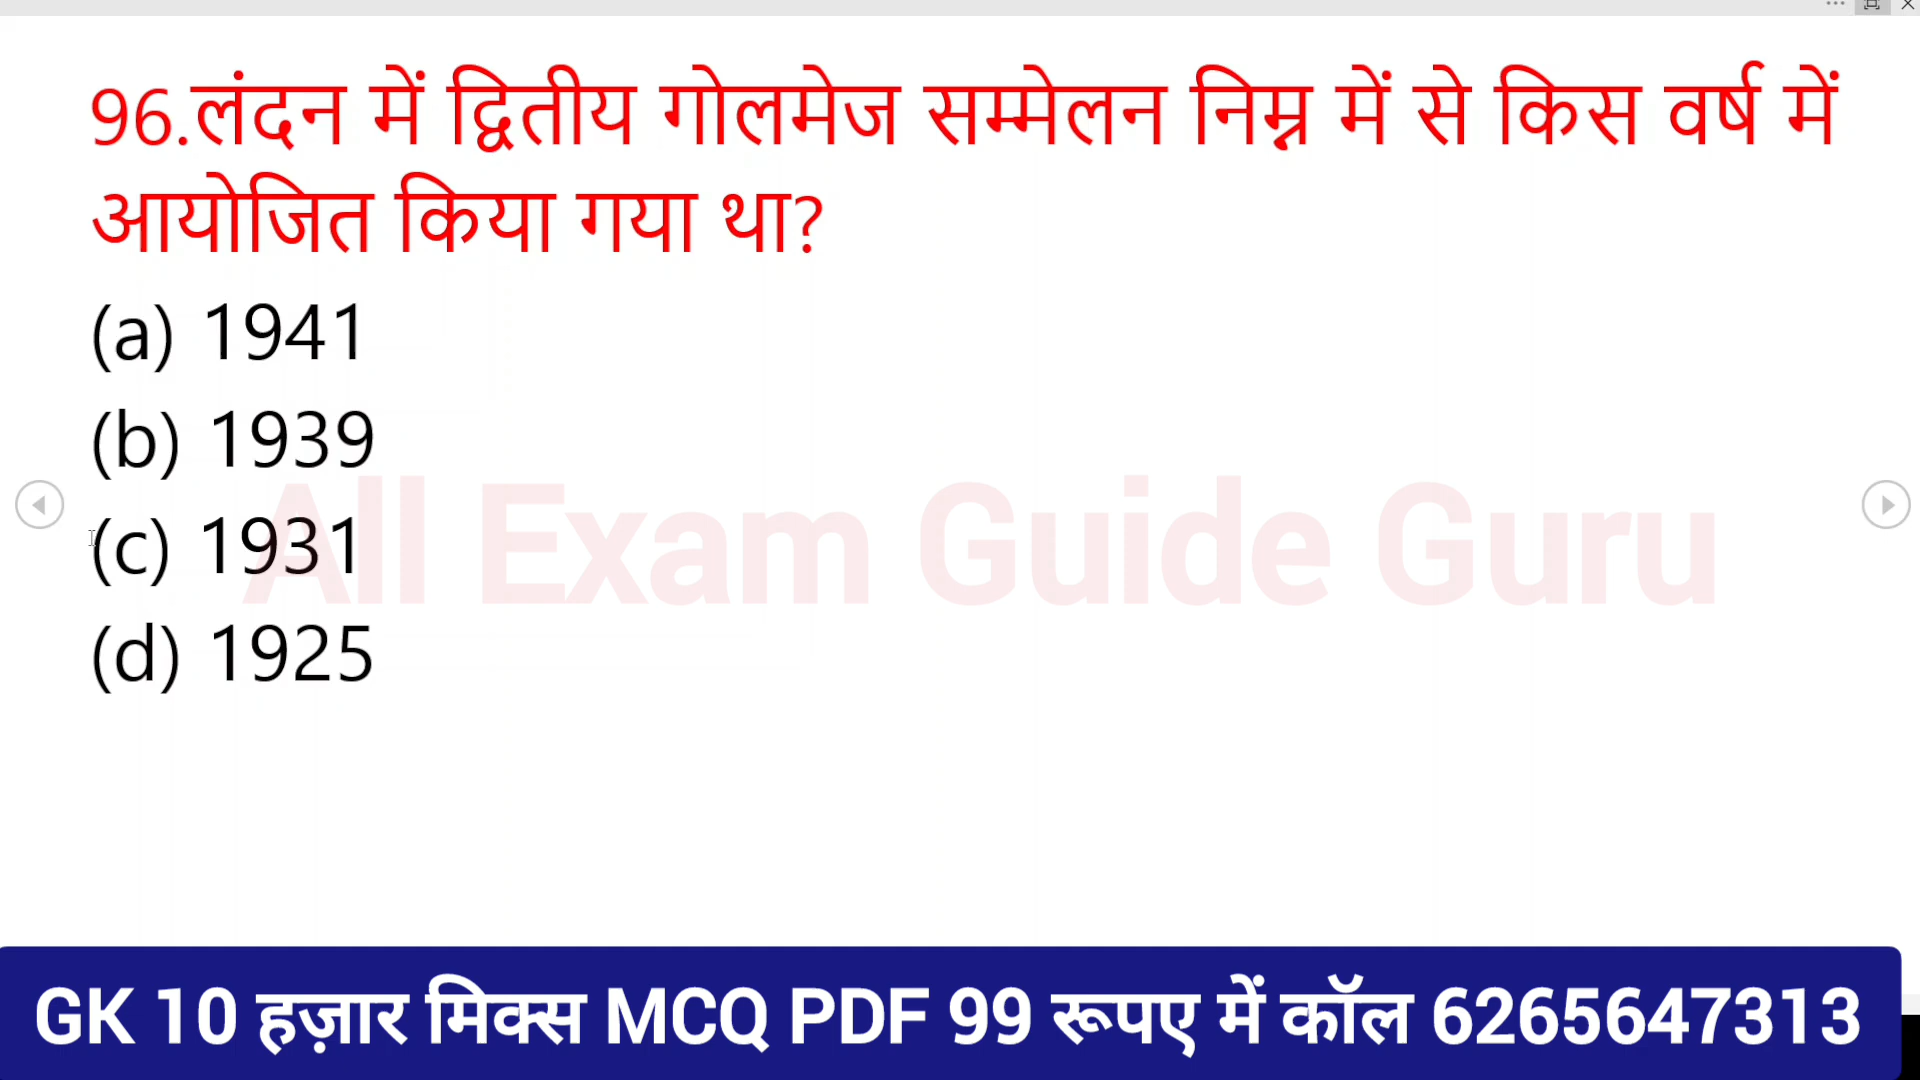 96.लंदन में द्वितीय गोलमेज सम्मेलन निम्न में से किस वर्ष में
आयोजित किया गया था?
(a) 1941
(b) 1939
(c) 1931
(d) 1925
All Exam Guide Guru
GK 10 हज़ार मिक्स MCQ PDF 99 रूपए में कॉल 6265647313